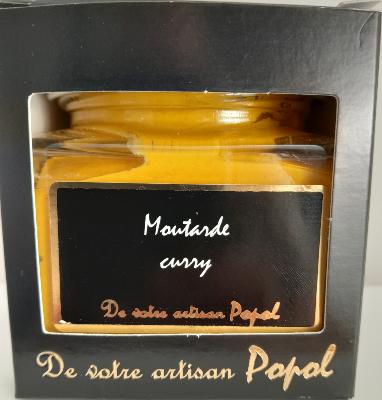 Moutarde
curry
De votre artisan Popol
De votre artisan Popol